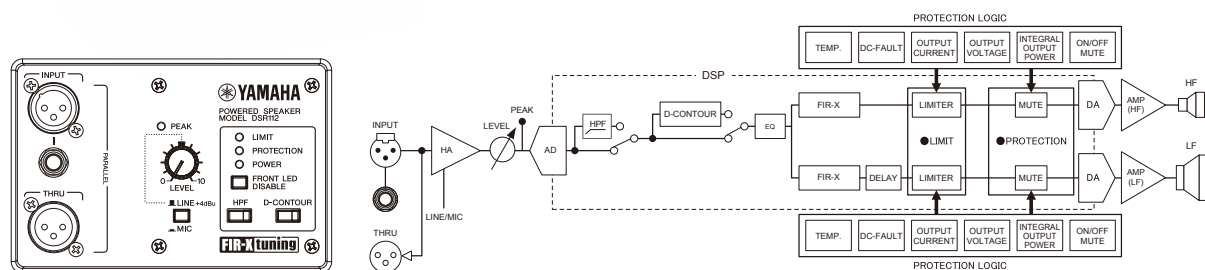 INPUT
PARALLEL
THRU
PEAK
0 10
LEVEL
LINE +4dBu
MIC
YAMAHA
POWERED SPEAKER
MODEL DSR112
LIMIT
PROTECTION
POWER
FRONT LED
DISABLE
HPF D-CONTOUR
FIR-X tuning
INPUT
THRU
HA
LINE/MIC
LEVEL
PEAK
AD
DSP
HPF
D-CONTOUR
EQ
FIR-X
FIR-X
DELAY
LIMITER
LIMIT
LIMITER
MUTE
PROTECTION
MUTE
DA
DA
AMP
(HF)
AMP
(LF)
HF
LF
PROTECTION LOGIC
TEMP.
DC-FAULT
OUTPUT
CURRENT
OUTPUT
VOLTAGE
INTEGRAL
OUTPUT
POWER
ON/OFF
MUTE
TEMP.
DC-FAULT
OUTPUT
CURRENT
OUTPUT
VOLTAGE
INTEGRAL
OUTPUT
POWER
ON/OFF
MUTE
PROTECTION LOGIC